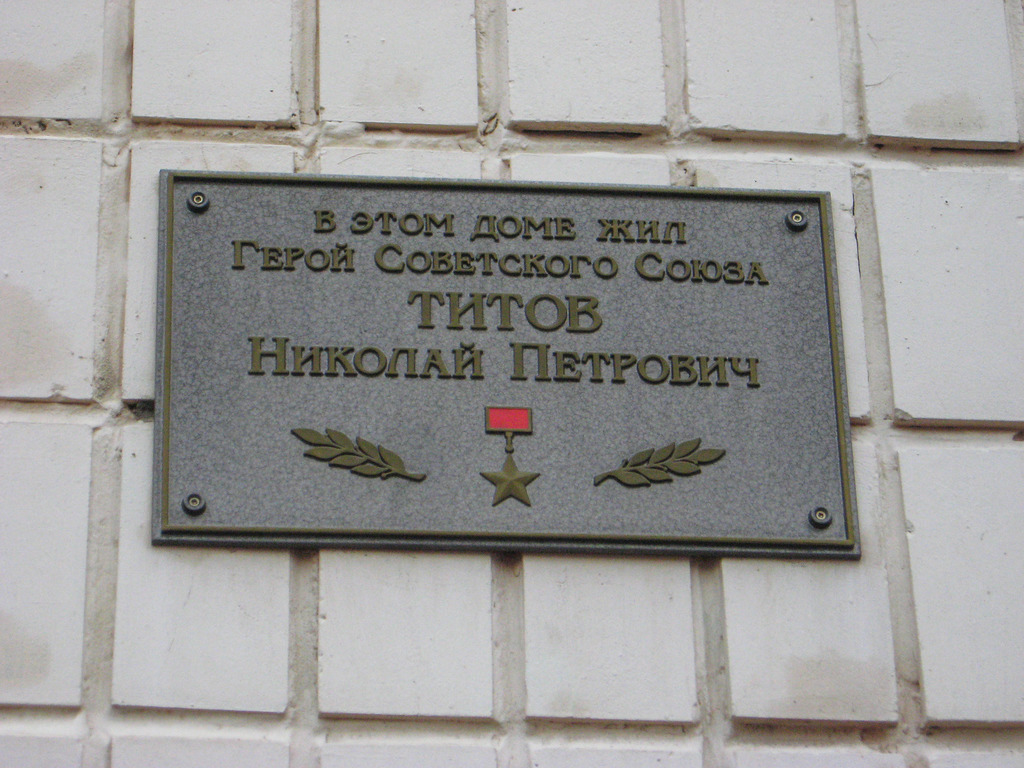 В ЭТОМ ДОМЕ ЖИЛ
ГЕРОЙ СОВЕТСКОГО СОЮЗА
ТИТОВ
НИКОЛАЙ ПЕТРОВИЧ